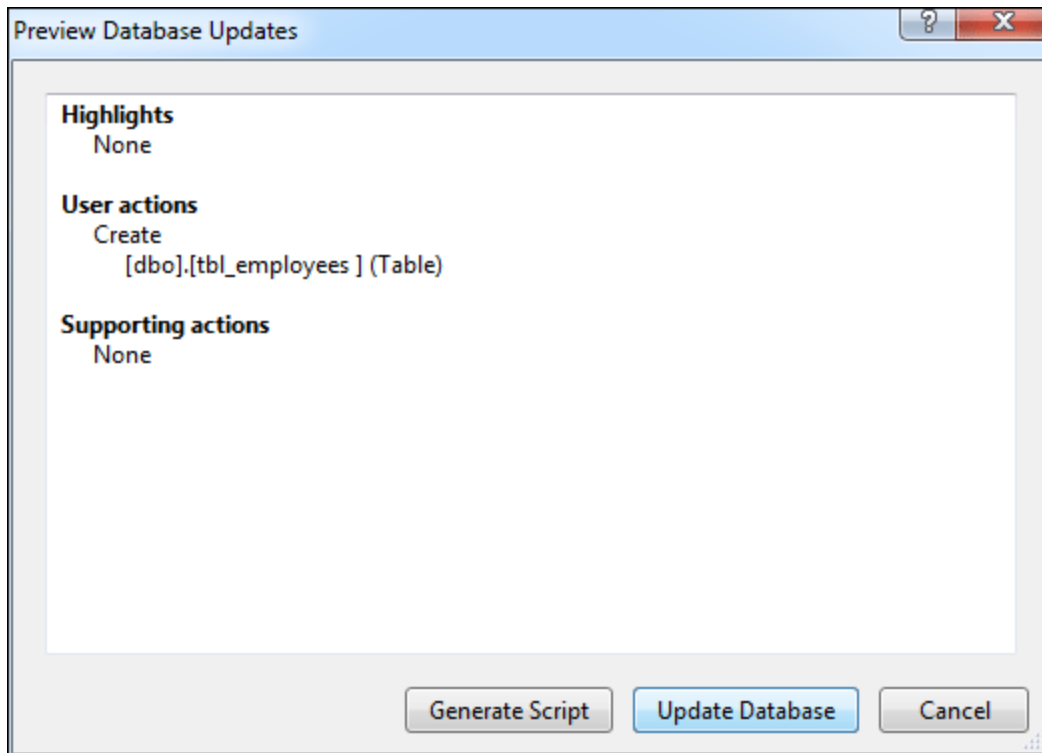 Preview Database Updates
Highlights
None
User actions
Create
[dbo].[tbl_employees ] (Table)
Supporting actions
None
Generate Script Update Database Cancel